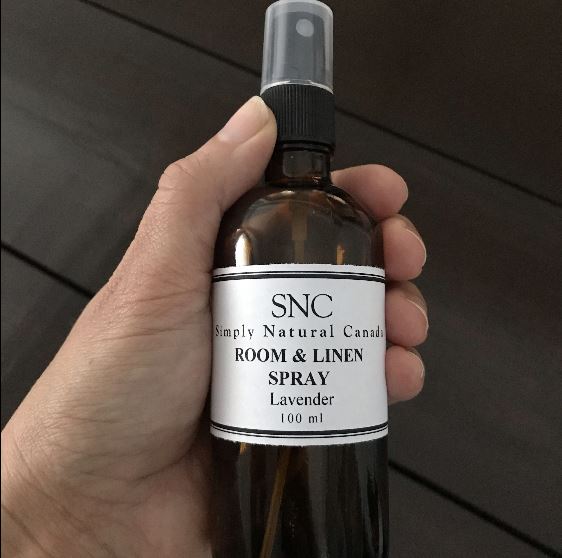 SNC
Simply Natural Canada
ROOM & LINEN
SPRAY
Lavender
100 ml